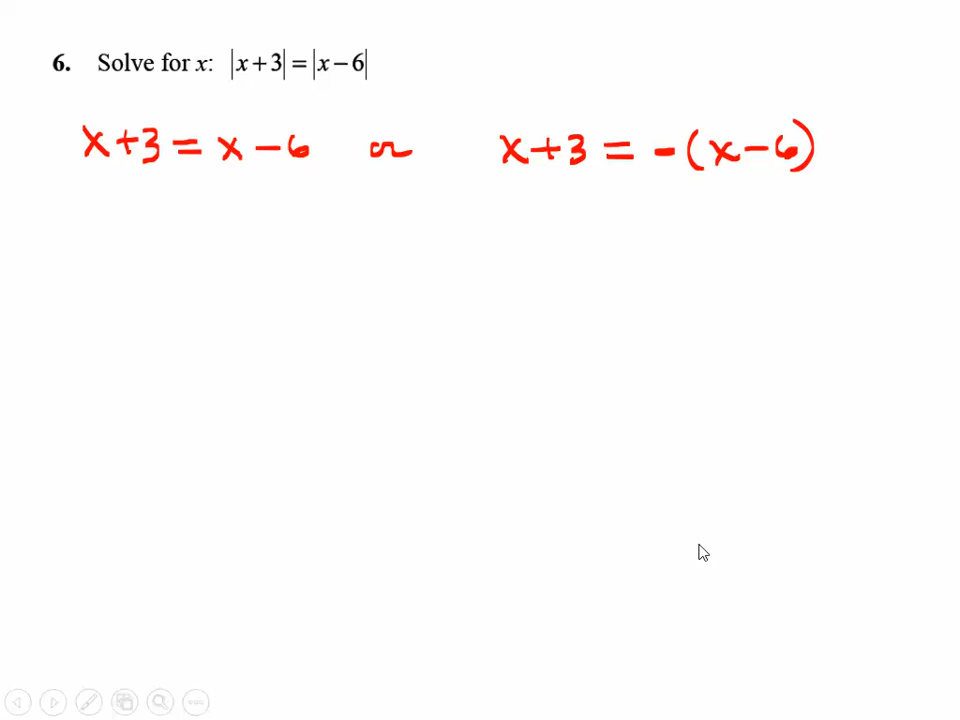 6. Solve for x: |x+3| = |x−6|
x+3 = x−6 or x+3 = −(x−6)